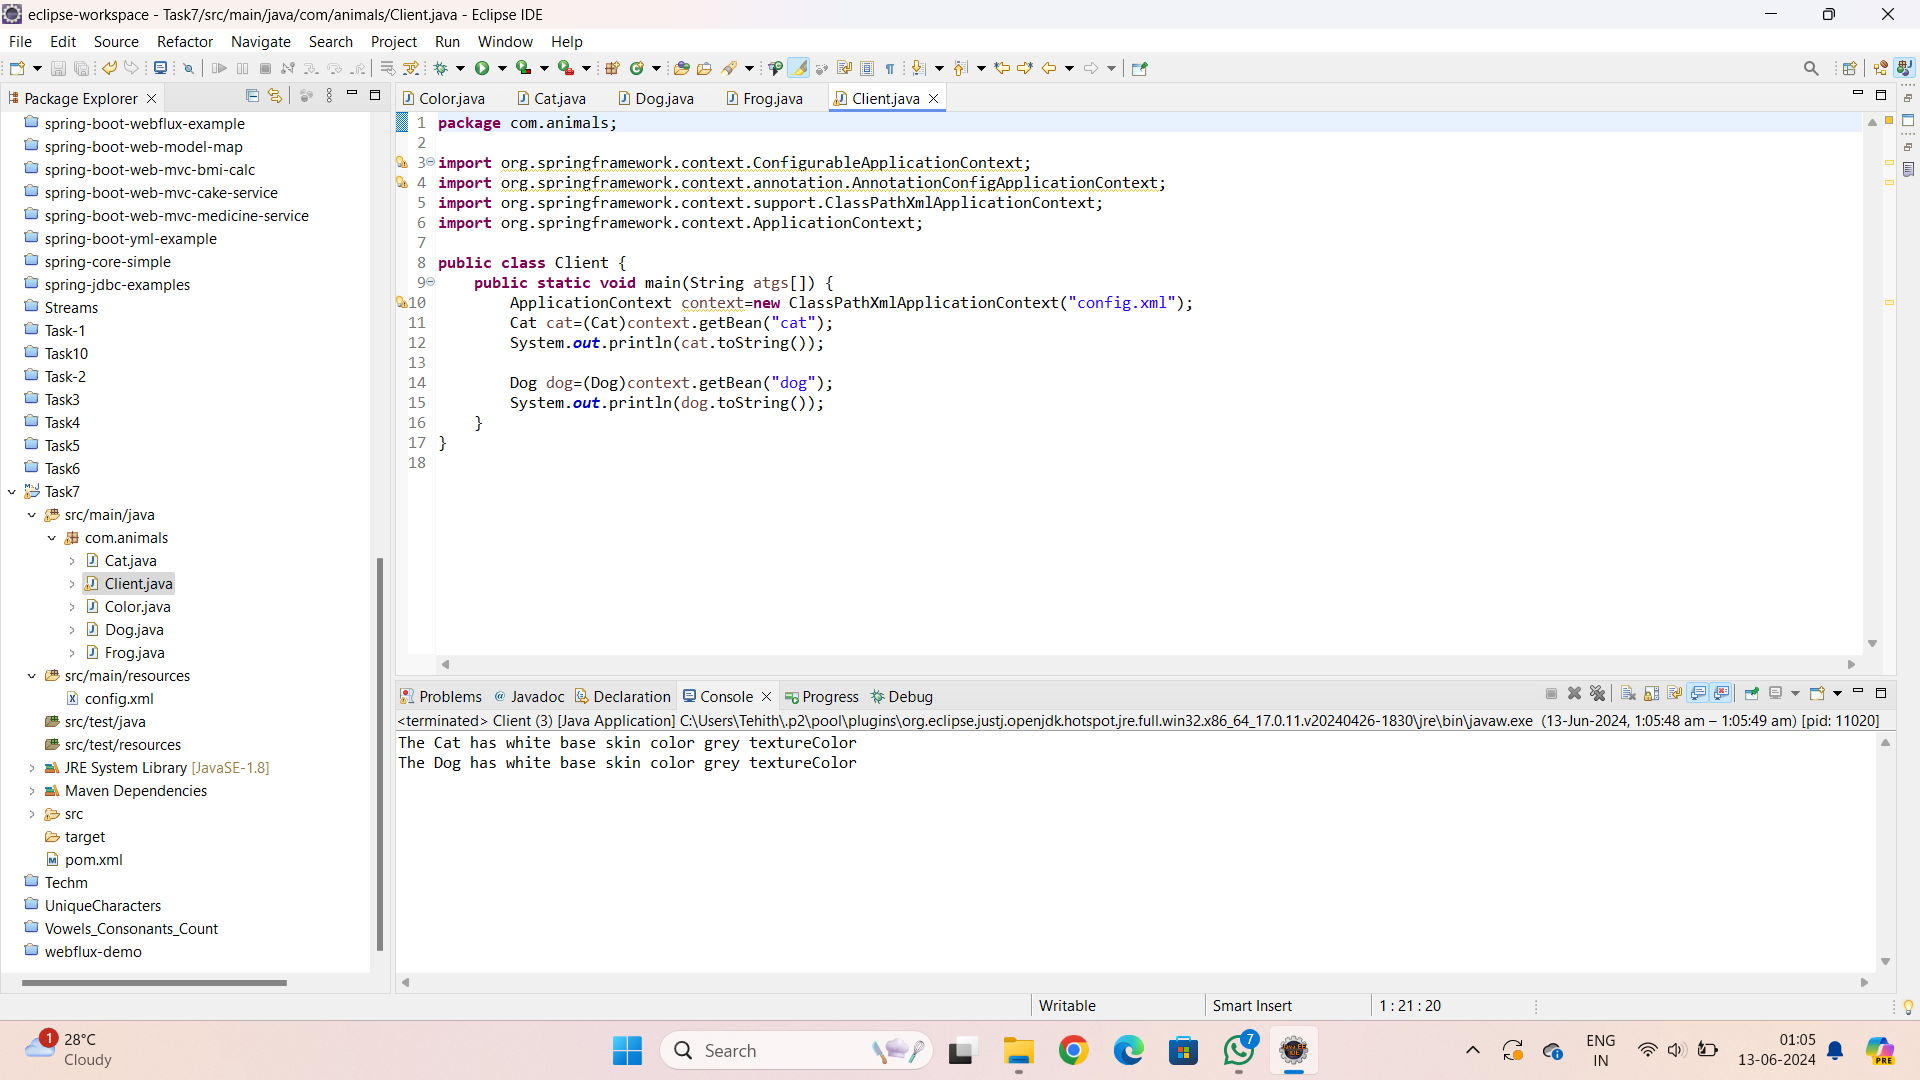 eclipse-workspace - Task7/src/main/java/com/animals/Client.java - Eclipse IDE
File Edit Source Refactor Navigate Search Project Run Window Help
Package Explorer
spring-boot-webflux-example
spring-boot-web-model-map
spring-boot-web-mvc-bmi-calc
spring-boot-web-mvc-cake-service
spring-boot-web-mvc-medicine-service
spring-boot-yml-example
spring-core-simple
spring-jdbc-examples
Streams
Task-1
Task10
Task-2
Task3
Task4
Task5
Task6
Task7
src/main/java
com.animals
Cat.java
Client.java
Color.java
Dog.java
Frog.java
src/main/resources
config.xml
src/test/java
src/test/resources
JRE System Library [JavaSE-1.8]
Maven Dependencies
src
target
pom.xml
Techm
UniqueCharacters
Vowels_Consonants_Count
webflux-demo
Color.java Cat.java Dog.java Frog.java Client.java
1 package com.animals;
2
3 import org.springframework.context.ConfigurableApplicationContext;
4 import org.springframework.context.annotation.AnnotationConfigApplicationContext;
5 import org.springframework.context.support.ClassPathXmlApplicationContext;
6 import org.springframework.context.ApplicationContext;
7
8 public class Client {
9 public static void main(String atgs[]) {
10 ApplicationContext context=new ClassPathXmlApplicationContext("config.xml");
11 Cat cat=(Cat)context.getBean("cat");
12 System.out.println(cat.toString());
13
14 Dog dog=(Dog)context.getBean("dog");
15 System.out.println(dog.toString());
16 }
17 }
18
Problems @ Javadoc Declaration Console Progress Debug
<terminated> Client (3) [Java Application] C:\Users\Tehith\.p2\pool\plugins\org.eclipse.justj.openjdk.hotspot.jre.full.win32.x86_64_17.0.11.v20240426-1830\jre\bin\javaw.exe (13-Jun-2024, 1:05:48 am – 1:05:49 am) [pid: 11020]
The Cat has white base skin color grey textureColor
The Dog has white base skin color grey textureColor
Writable Smart Insert 1 : 21 : 20
1
28°C
Cloudy
Search
7
Java EE
IDE
ENG
IN
01:05
13-06-2024
PRE